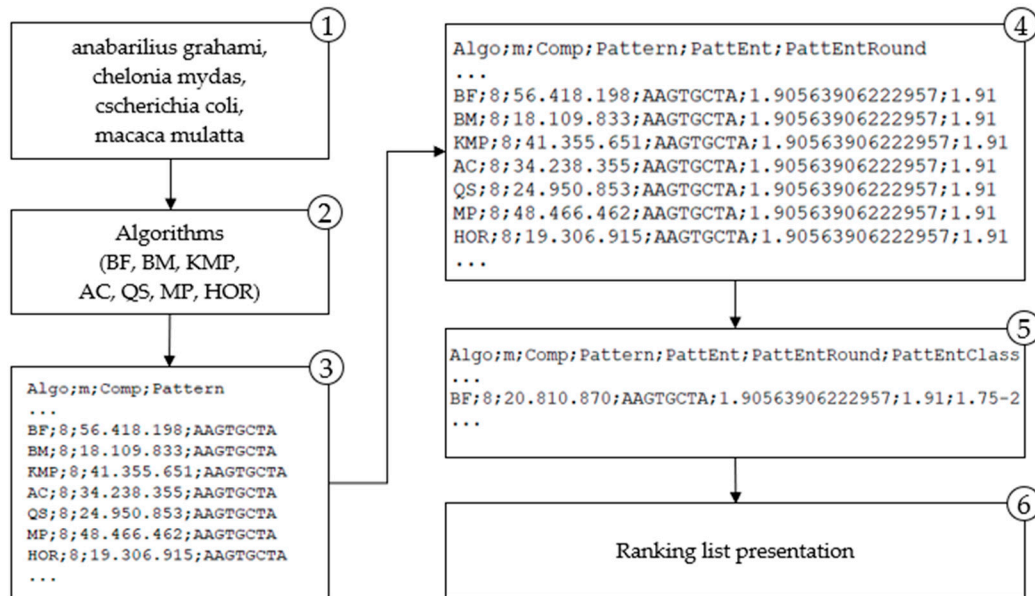 ①
anabarilius grahami,
chelonia mydas,
cscherichia coli,
macaca mulatta
②
Algorithms
(BF, BM, KMP,
AC, QS, MP, HOR)
③
Algo;m;Comp;Pattern
...
BF;8;56.418.198;AAGTGCTA
BM;8;18.109.833;AAGTGCTA
KMP;8;41.355.651;AAGTGCTA
AC;8;34.238.355;AAGTGCTA
QS;8;24.950.853;AAGTGCTA
MP;8;48.466.462;AAGTGCTA
HOR;8;19.306.915;AAGTGCTA
...
④
Algo;m;Comp;Pattern;PattEnt;PattEntRound
...
BF;8;56.418.198;AAGTGCTA;1.90563906222957;1.91
BM;8;18.109.833;AAGTGCTA;1.90563906222957;1.91
KMP;8;41.355.651;AAGTGCTA;1.90563906222957;1.91
AC;8;34.238.355;AAGTGCTA;1.90563906222957;1.91
QS;8;24.950.853;AAGTGCTA;1.90563906222957;1.91
MP;8;48.466.462;AAGTGCTA;1.90563906222957;1.91
HOR;8;19.306.915;AAGTGCTA;1.90563906222957;1.91
...
⑤
Algo;m;Comp;Pattern;PattEnt;PattEntRound;PattEntClass
...
BF;8;20.810.870;AAGTGCTA;1.90563906222957;1.91;1.75-2
...
⑥
Ranking list presentation